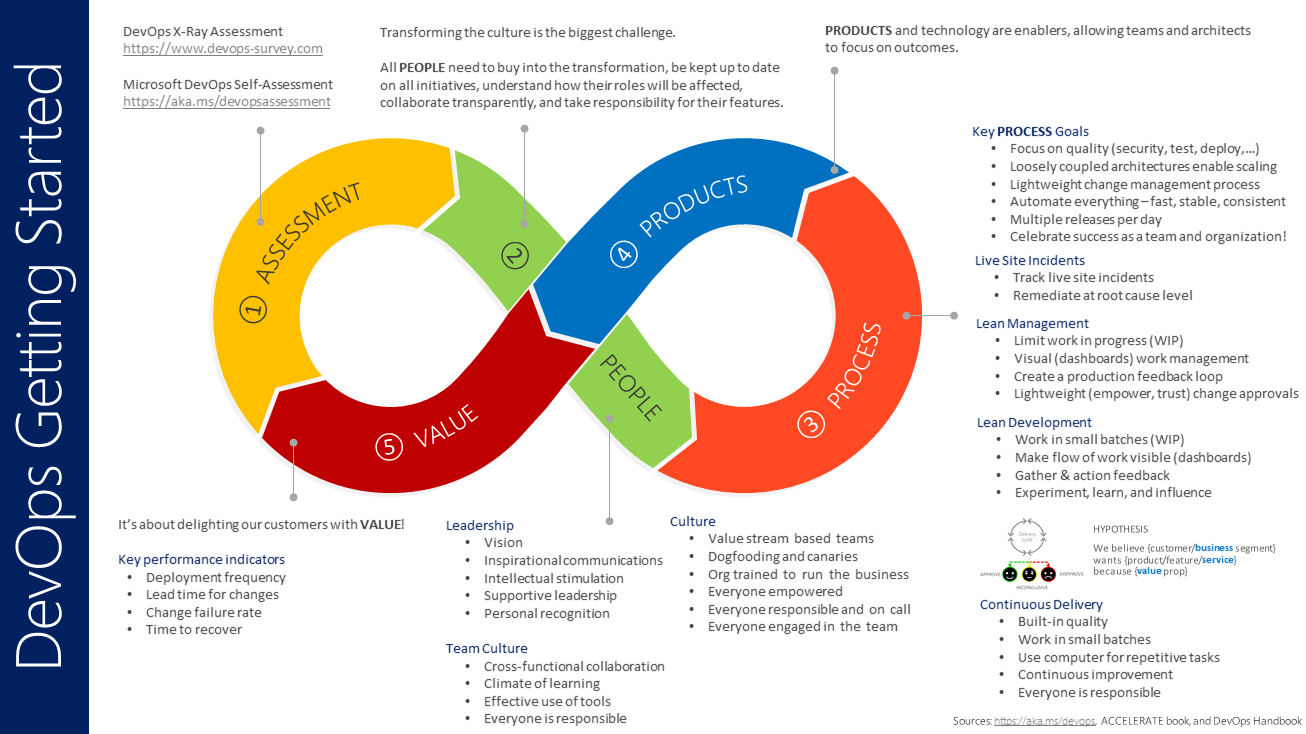 DevOps Getting Started
DevOps X-Ray Assessment
https://www.devops-survey.com
Microsoft DevOps Self-Assessment
https://aka.ms/devopsassessment
Transforming the culture is the biggest challenge.
All PEOPLE need to buy into the transformation, be kept up to date
on all initiatives, understand how their roles will be affected,
collaborate transparently, and take responsibility for their features.
PRODUCTS and technology are enablers, allowing teams and architects
to focus on outcomes.
① ASSESSMENT
②
PEOPLE
③ PROCESS
④ PRODUCTS
⑤ VALUE
Key PROCESS Goals
• Focus on quality (security, test, deploy,…)
• Loosely coupled architectures enable scaling
• Lightweight change management process
• Automate everything – fast, stable, consistent
• Multiple releases per day
• Celebrate success as a team and organization!
Live Site Incidents
• Track live site incidents
• Remediate at root cause level
Lean Management
• Limit work in progress (WIP)
• Visual (dashboards) work management
• Create a production feedback loop
• Lightweight (empower, trust) change approvals
Lean Development
• Work in small batches (WIP)
• Make flow of work visible (dashboards)
• Gather & action feedback
• Experiment, learn, and influence
Delivery
cycle
APPROVE
DISPPROVE
INCONCLUSIVE
HYPOTHESIS
We believe {customer/business segment}
wants {product/feature/service}
because {value prop}
Continuous Delivery
• Built-in quality
• Work in small batches
• Use computer for repetitive tasks
• Continuous improvement
• Everyone is responsible
It's about delighting our customers with VALUE!
Key performance indicators
• Deployment frequency
• Lead time for changes
• Change failure rate
• Time to recover
Leadership
• Vision
• Inspirational communications
• Intellectual stimulation
• Supportive leadership
• Personal recognition
Team Culture
• Cross-functional collaboration
• Climate of learning
• Effective use of tools
• Everyone is responsible
Culture
• Value stream based teams
• Dogfooding and canaries
• Org trained to run the business
• Everyone empowered
• Everyone responsible and on call
• Everyone engaged in the team
Sources: https://aka.ms/devops, ACCELERATE book, and DevOps Handbook